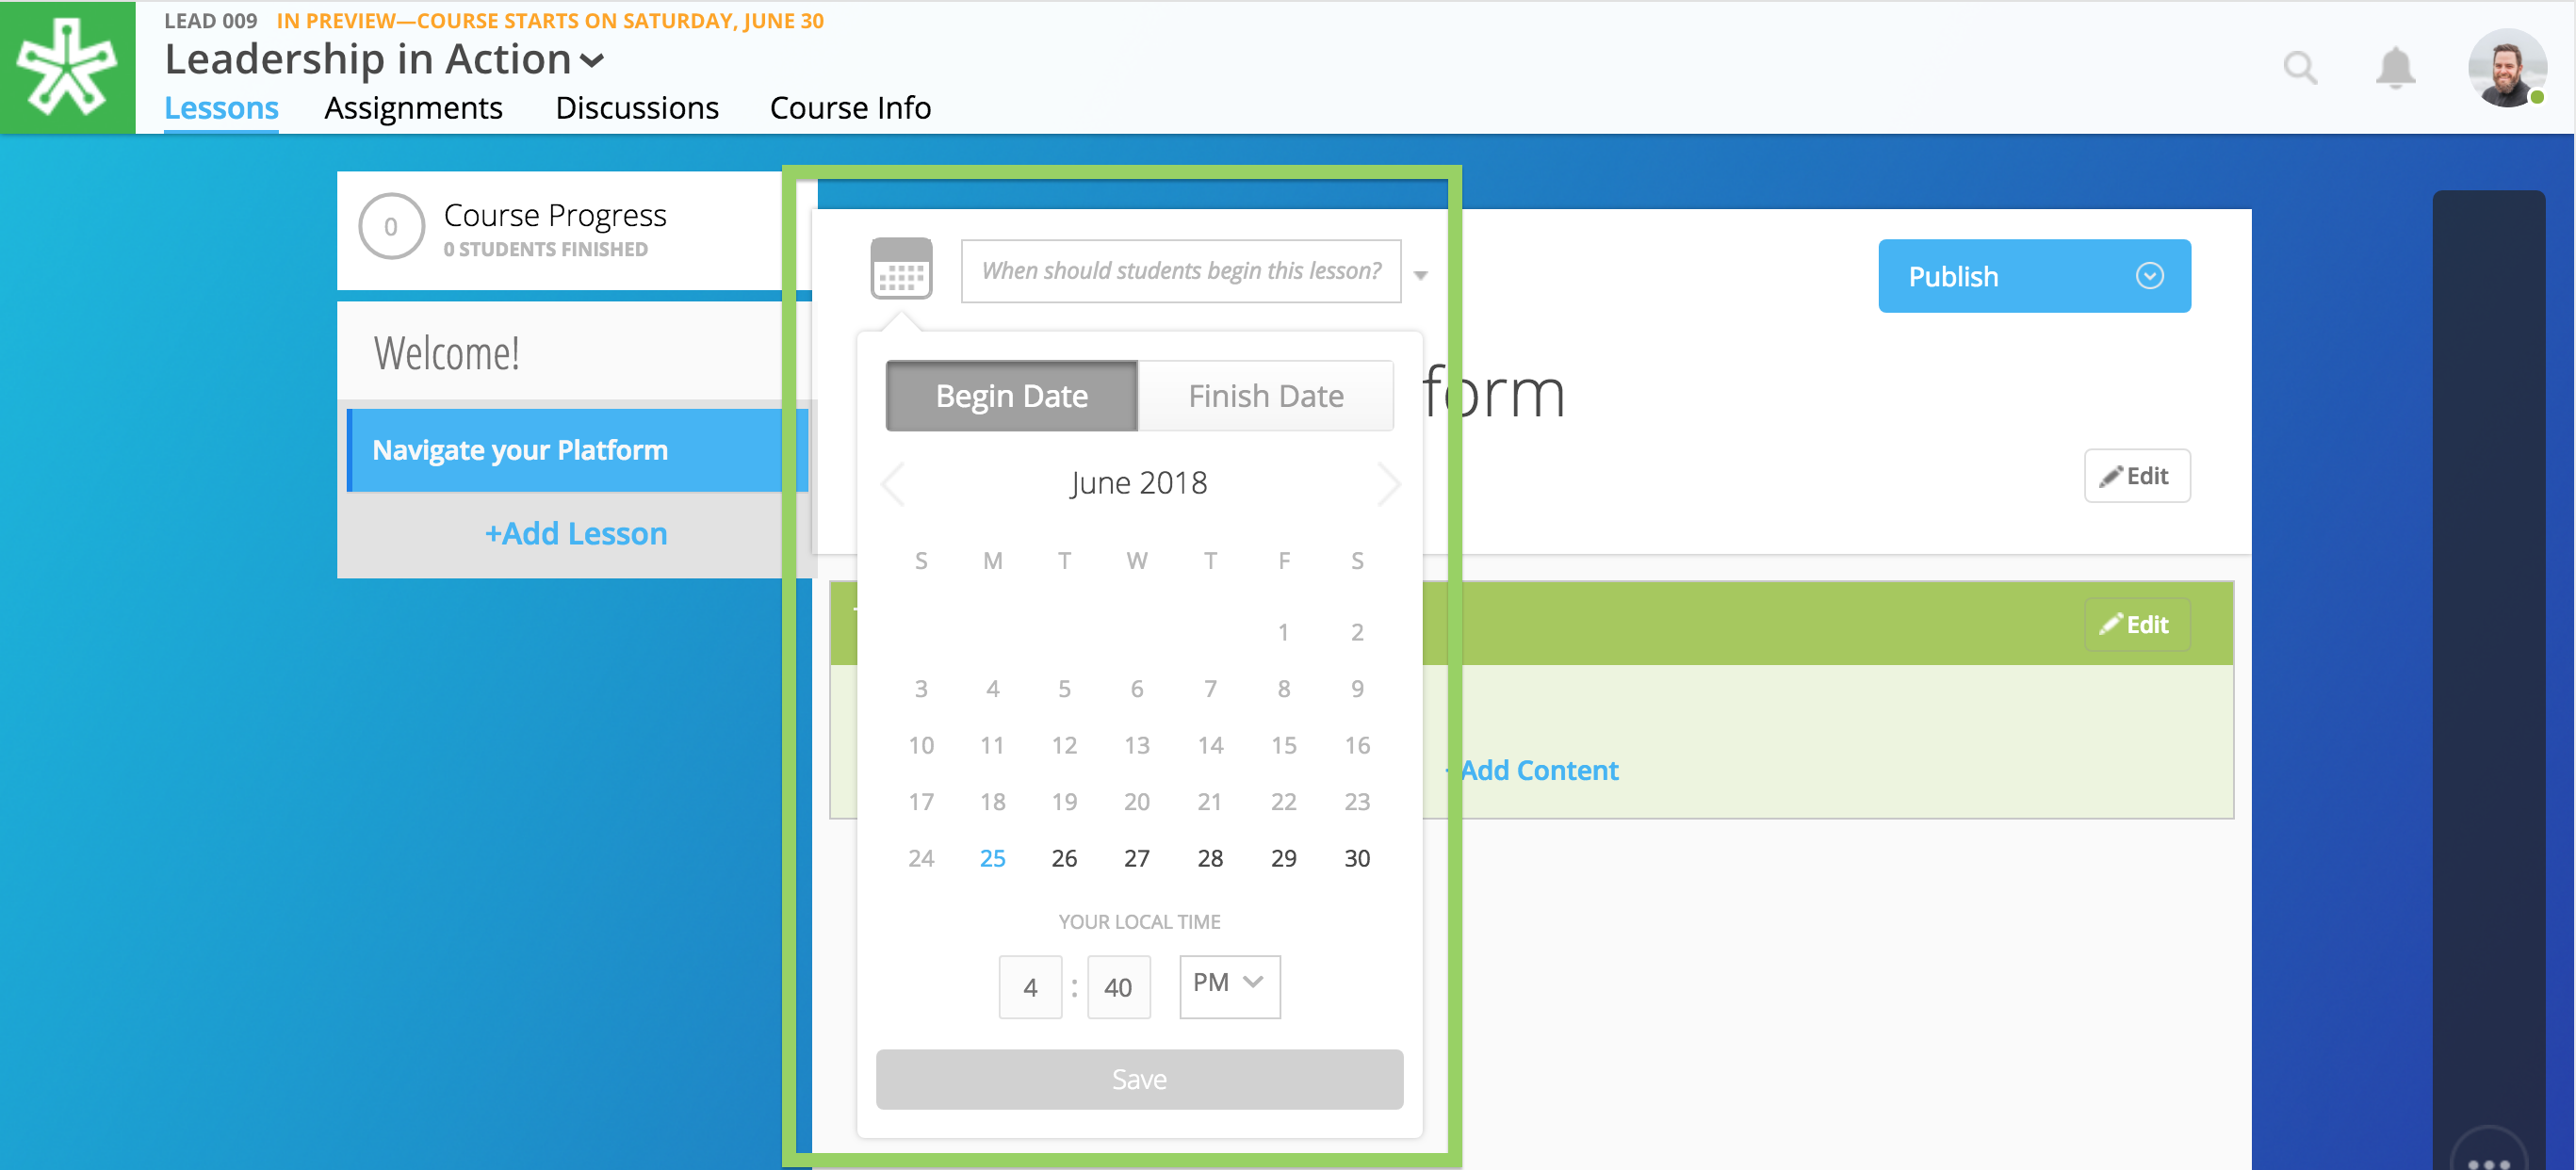 LEAD 009 IN PREVIEW—COURSE STARTS ON SATURDAY, JUNE 30
Leadership in Action
Lessons Assignments Discussions Course Info
0
Course Progress
0 STUDENTS FINISHED
Welcome!
Navigate your Platform
+Add Lesson
When should students begin this lesson?
Publish
Begin Date Finish Date
form
Edit
June 2018
S M T W T F S
1 2
3 4 5 6 7 8 9
10 11 12 13 14 15 16
17 18 19 20 21 22 23
24 25 26 27 28 29 30
YOUR LOCAL TIME
4 : 40 PM
Save
Edit
+Add Content